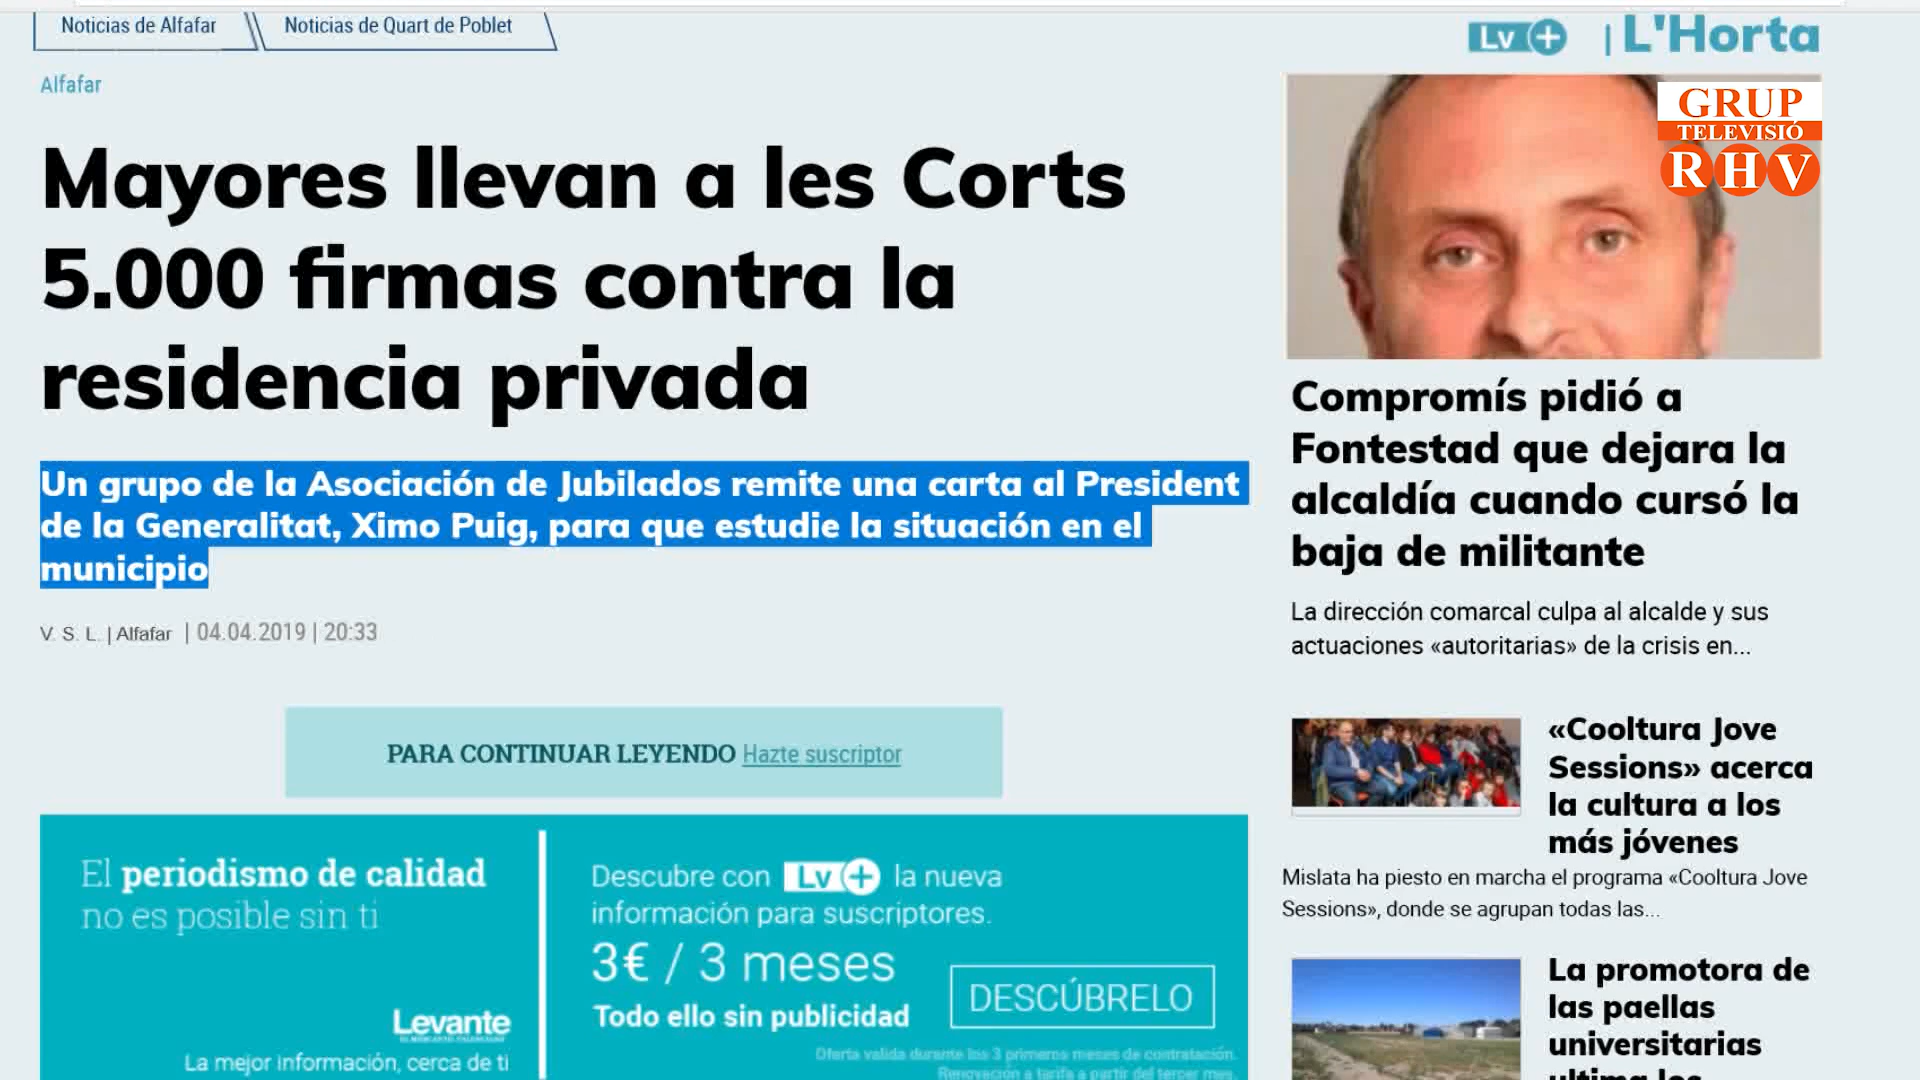 Noticias de Alfafar
Noticias de Quart de Poblet
Alfafar
Mayores llevan a les Corts
5.000 firmas contra la
residencia privada
Un grupo de la Asociación de Jubilados remite una carta al President
de la Generalitat, Ximo Puig, para que estudie la situación en el
municipio
V. S. L. | Alfafar | 04.04.2019 | 20:33
PARA CONTINUAR LEYENDO Hazte suscriptor
El periodismo de calidad
no es posible sin ti
Levante
EL MERCANTIL VALENCIANO
La mejor información, cerca de ti
Descubre con Lv+ la nueva
información para suscriptores.
3€ / 3 meses
Todo ello sin publicidad
DESCÚBRELO
Oferta valida durante los 3 primeros meses de contratación.
Renovación a tarifa a partir del tercer mes.
Lv+ | L'Horta
GRUP
TELEVISIÓ
RHV
Compromís pidió a
Fontestad que dejara la
alcaldía cuando cursó la
baja de militante
La dirección comarcal culpa al alcalde y sus
actuaciones «autoritarias» de la crisis en...
«Cooltura Jove
Sessions» acerca
la cultura a los
más jóvenes
Mislata ha piesto en marcha el programa «Cooltura Jove
Sessions», donde se agrupan todas las...
La promotora de
las paellas
universitarias
ultima los